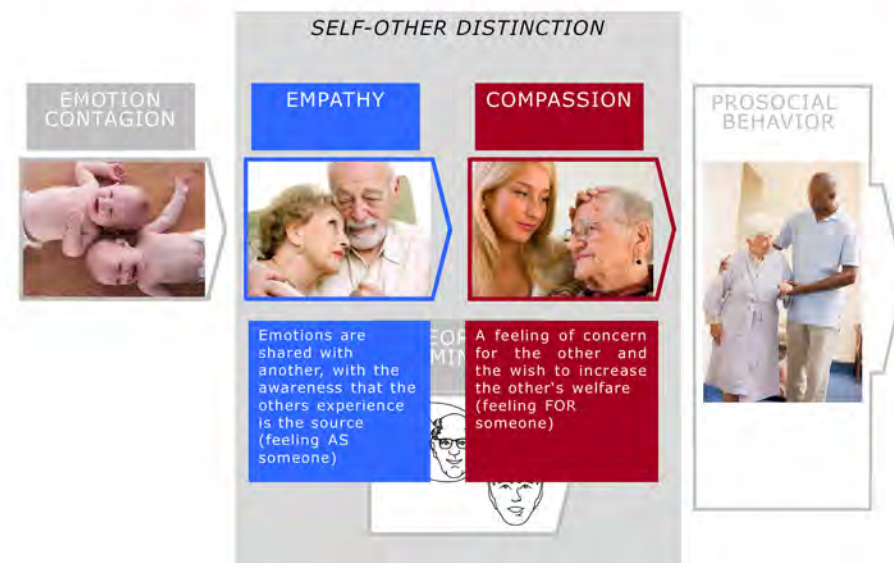 SELF-OTHER DISTINCTION
EMOTION
CONTAGION
EMPATHY
COMPASSION
PROSOCIAL
BEHAVIOR
Emotions are
shared with
another, with the
awareness that the
others experience
is the source
(feeling AS
someone)
A feeling of concern
for the other and
the wish to increase
the other's welfare
(feeling FOR
someone)